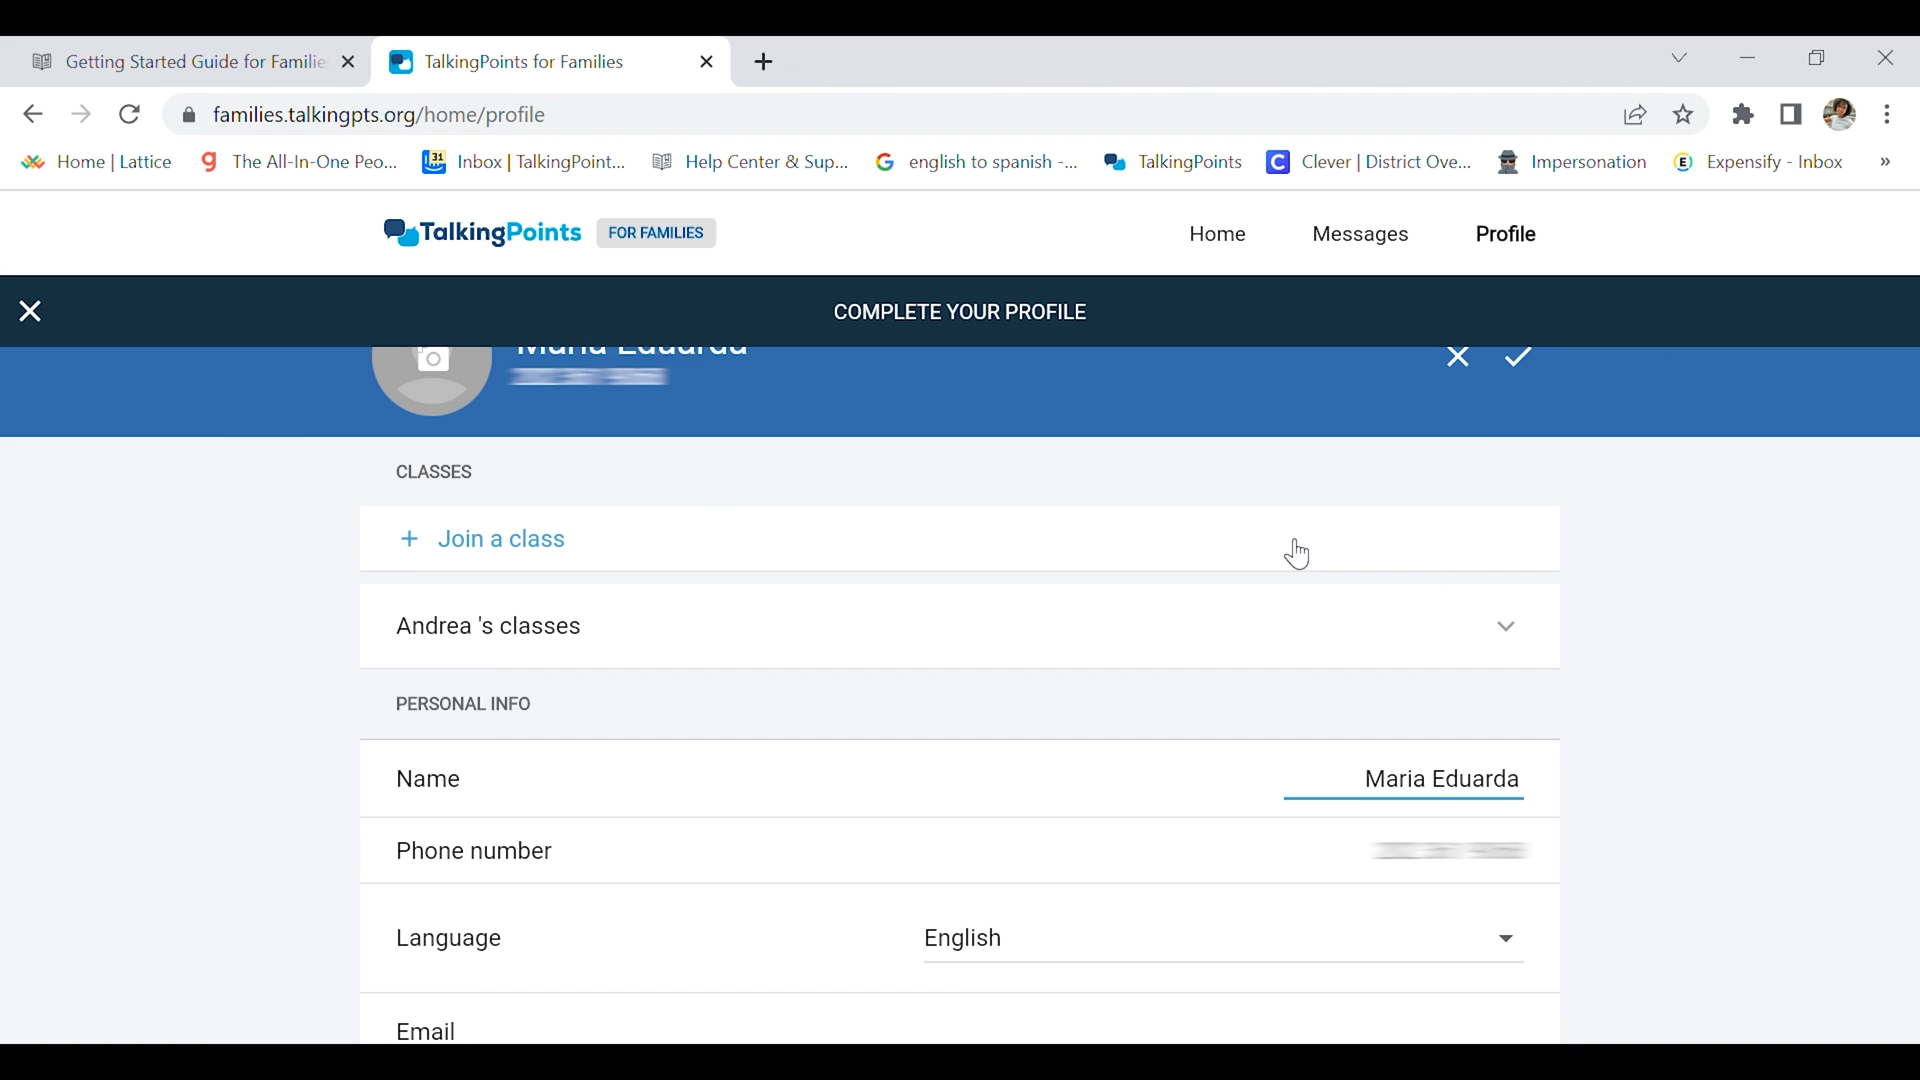 Getting Started Guide for Familie
TalkingPoints for Families
families.talkingpts.org/home/profile
Home | Lattice
The All-In-One Peo...
31
Inbox | TalkingPoint...
Help Center & Sup...
english to spanish -...
TalkingPoints
Clever | District Ove...
Impersonation
Expensify - Inbox
TalkingPoints
FOR FAMILIES
Home
Messages
Profile
COMPLETE YOUR PROFILE
Maria Eduarda
CLASSES
+ Join a class
Andrea 's classes
PERSONAL INFO
Name
Maria Eduarda
Phone number
Language
English
Email